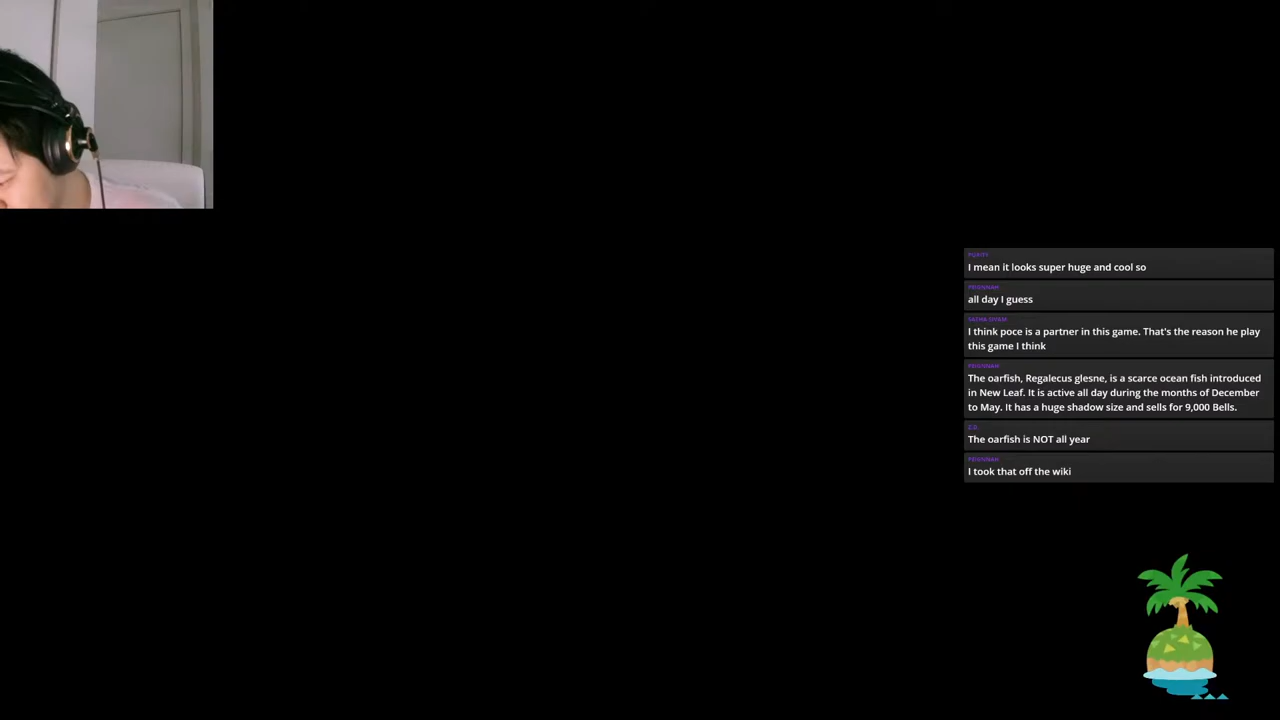 I mean it looks super huge and cool so
all day I guess
I think poce is a partner in this game. That's the reason he play
this game I think
The oarfish, Regalecus glesne, is a scarce ocean fish introduced
in New Leaf. It is active all day during the months of December
to May. It has a huge shadow size and sells for 9,000 Bells.
Z.D.
The oarfish is NOT all year
I took that off the wiki